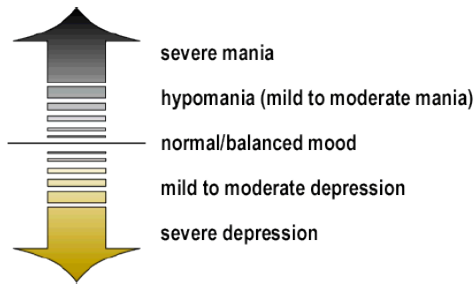 severe mania
hypomania (mild to moderate mania)
normal/balanced mood
mild to moderate depression
severe depression